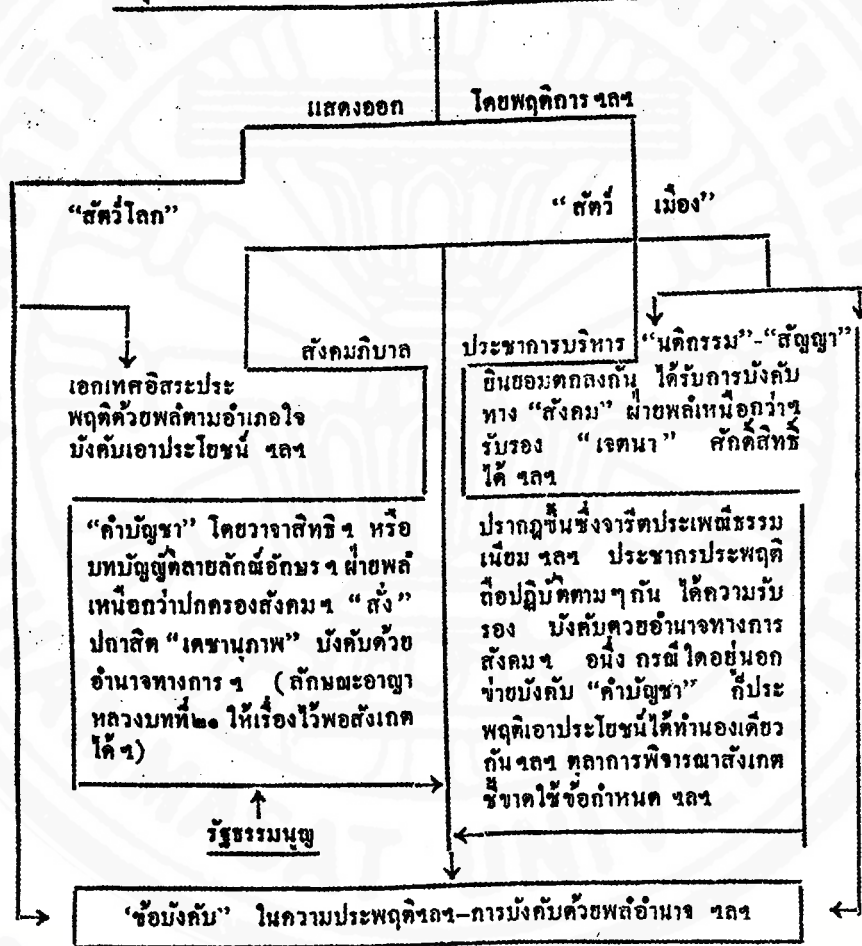 แสดงออก โดยพฤติการ ฯลฯ
“สัตว์โลก”
“สัตว์ เมือง”
สังคมภิบาล
ประชาการบริหาร
“นิติกรรม”-“สัญญา”
เอกเทศอิสระประ
พฤติด้วยพลํตามอำเภอใจ
บังคับเอาประโยชน์ ฯลฯ
ยินยอมตกลงกัน ได้รับการบังคับ
ทาง “สังคม” ฝ่ายพลํเหนือกว่าฯ
รับรอง “เจตนา” ศักดิ์สิทธิ์
ได้ ฯลฯ
“คำบัญชา” โดยวาจาสิทธิฯ หรือ
บทบัญญัติลายลักษณ์อักษรฯ ฝ่ายพลํ
เหนือกว่าปกครองสังคมฯ “สั่ง”
ปกาสิต “เดชานุภาพ” บังคับด้วย
อำนาจทางการฯ (ลักษณะอาญา
หลวงบทที่๒๑ ให้เรื่องไว้พอสังเกต
ได้ฯ)
ปรากฏขึ้นซึ่งจารีตประเพณีธรรม
เนียม ฯลฯ ประชากรประพฤติ
ถือปฏิบัติตามๆกัน ได้ความรับ
รอง บังคับดวยอำนาจทางการ
สังคมฯ อนึ่ง กรณีใดอยู่นอก
ข่ายบังคับ “คำบัญชา” ก็ประ
พฤติเอาประโยชน์ได้ทำนองเดียว
กันฯลฯ ตุลาการพิจารณาสังเกต
ชี้ขาดใช้ข้อกำหนด ฯลฯ
รัฐธรรมนูญ
‘ข้อบังคับ” ในความประพฤติฯลฯ-การบังคับด้วยพลํอำนาจ ฯลฯ